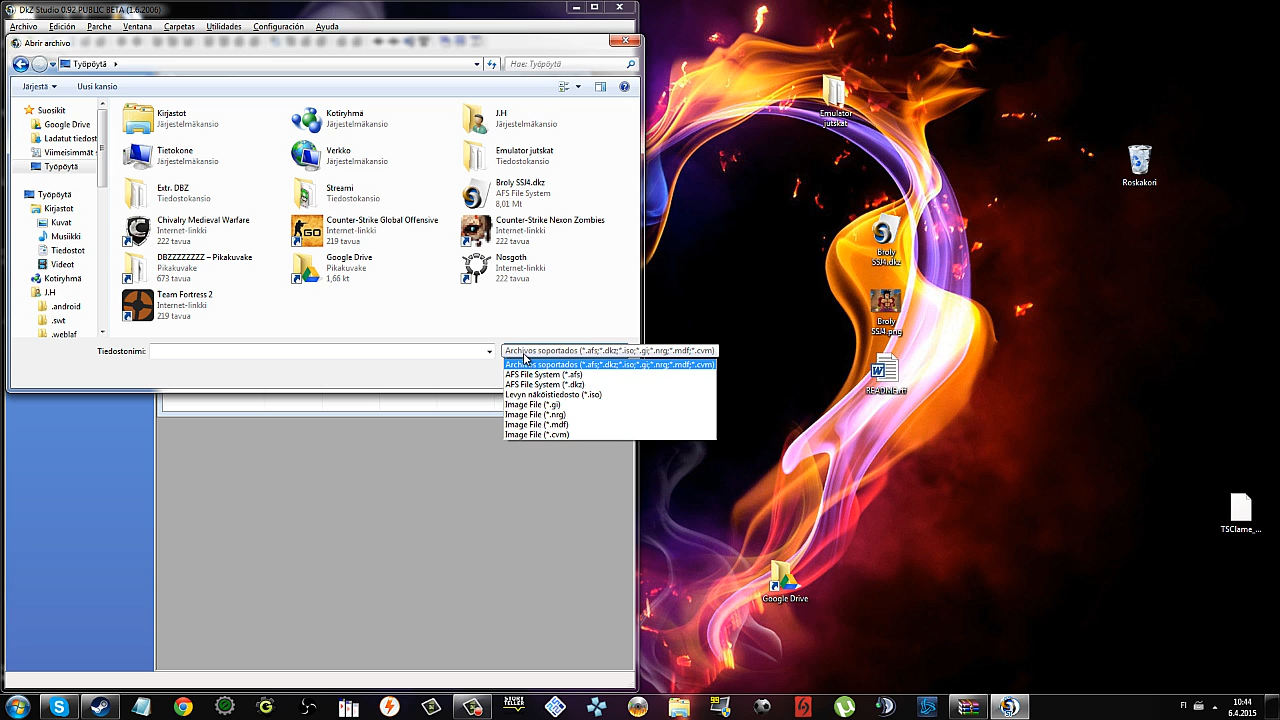 DkZ Studio 0.92 PUBLIC BETA (1.6.2006)
Archivo Edición Parche Ventana Carpetas Utilidades Configuración Ayuda
Abrir archivo
Työpöytä
Hae: Työpöytä
Järjestä Uusi kansio
Suosikit
Google Drive
Ladatut tiedost
Viimeisimmät s
Työpöytä
Työpöytä
Kirjastot
Kuvat
Musiikki
Tiedostot
Videot
Kotiryhmä
J.H
.android
.swt
.weblaf
Kirjastot
Järjestelmäkansio
Kotiryhmä
Järjestelmäkansio
J.H
Järjestelmäkansio
Tietokone
Järjestelmäkansio
Verkko
Järjestelmäkansio
Emulator jutskat
Tiedostokansio
Extr. DBZ
Tiedostokansio
Streami
Tiedostokansio
Broly SSJ4.dkz
AFS File System
8,01 Mt
Chivalry Medieval Warfare
Internet-linkki
222 tavua
Counter-Strike Global Offensive
Internet-linkki
219 tavua
Counter-Strike Nexon Zombies
Internet-linkki
222 tavua
DBZZZZZZZZ – Pikakuvake
Pikakuvake
673 tavua
Google Drive
Pikakuvake
1,66 kt
Nosgoth
Internet-linkki
222 tavua
Team Fortress 2
Internet-linkki
219 tavua
Tiedostonimi:
Archivos soportados (*.afs;*.dkz;*.iso;*.gi;*.nrg;*.mdf;*.cvm)
Archivos soportados (*.afs;*.dkz;*.iso;*.gi;*.nrg;*.mdf;*.cvm)
AFS File System (*.afs)
AFS File System (*.dkz)
Levyn näköistiedosto (*.iso)
Image File (*.gi)
Image File (*.nrg)
Image File (*.mdf)
Image File (*.cvm)
Emulator
jutskat
Roskakori
Broly
SSJ4.dkz
Broly
SSJ4.png
README.rtf
TSClame_...
Google Drive
STORY
TELLER
FI
10:44
6.4.2015